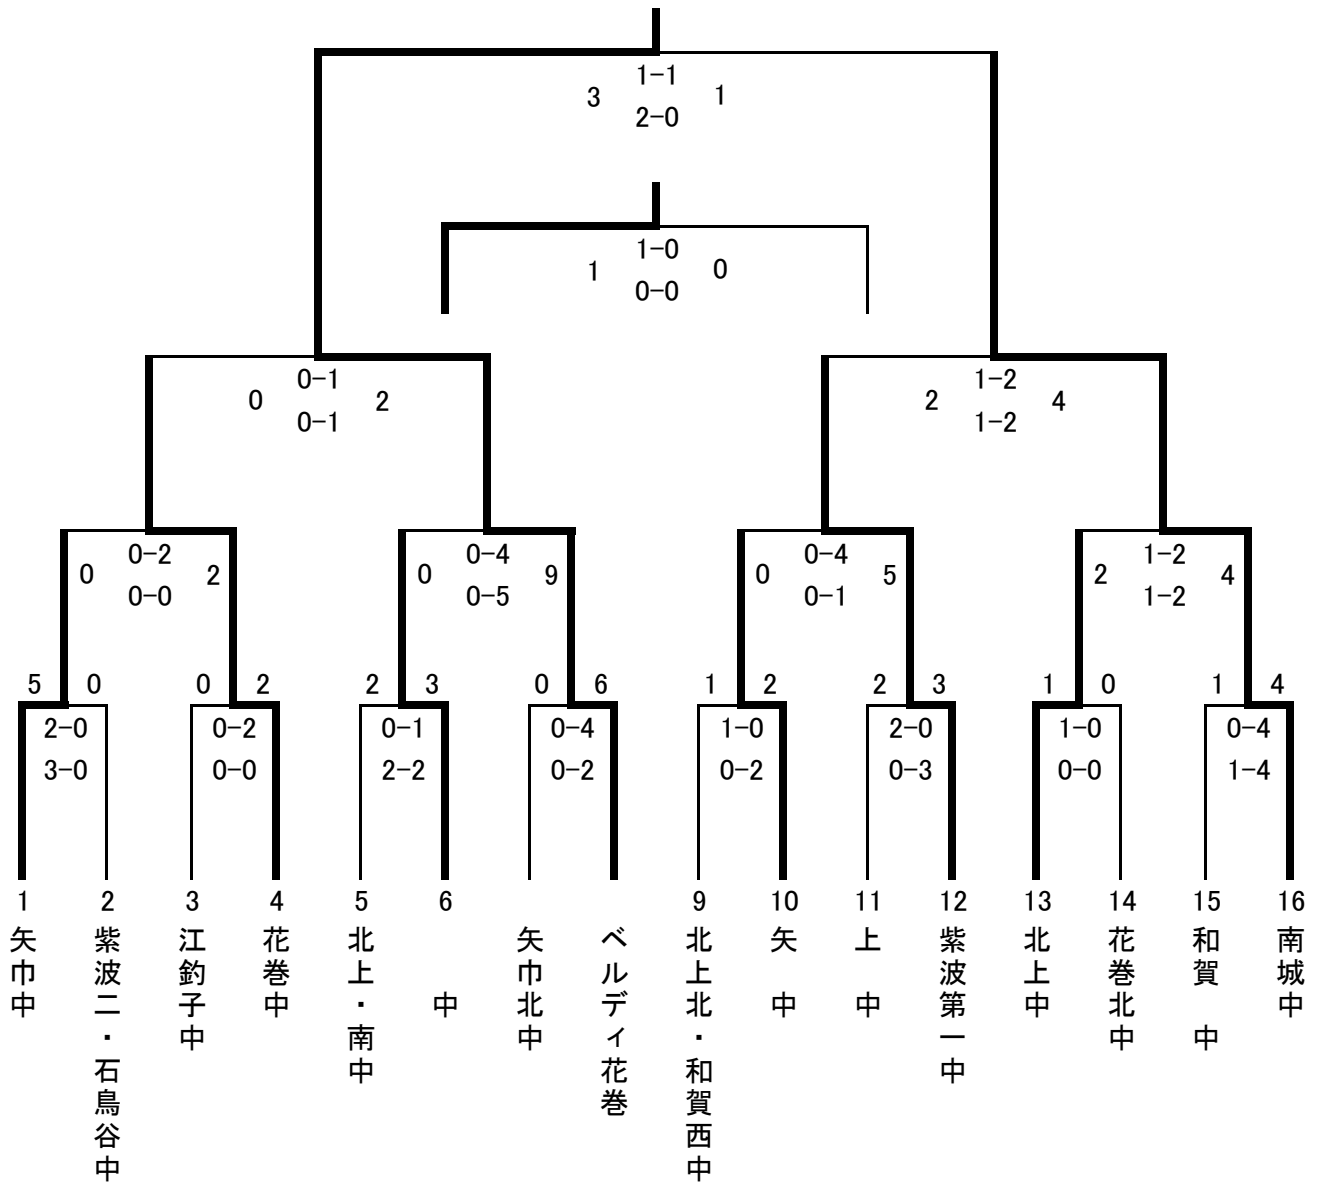 1-1
3 1
2-0
1-0
1 0
0-0
0-1 1-2
0 2 2 4
0-1 1-2
0-2 0-4 0-4 1-2
0 2 0 9 0 5 2 4
0-0 0-5 0-1 1-2
5 0 0 2 2 3 0 6 1 2 2 3 1 0 1 4
2-0 0-2 0-1 0-4 1-0 2-0 1-0 0-4
3-0 0-0 2-2 0-2 0-2 0-3 0-0 1-4
1 2 3 4 5 6 9 10 11 12 13 14 15 16
矢巾中
紫波二・石鳥谷中
江釣子中
花巻中
北上・南中
中
矢巾北中
ベルディ花巻
北上北・和賀西中
矢 中
上 中
紫波第一中
北上中
花巻北中
和賀 中
南城中